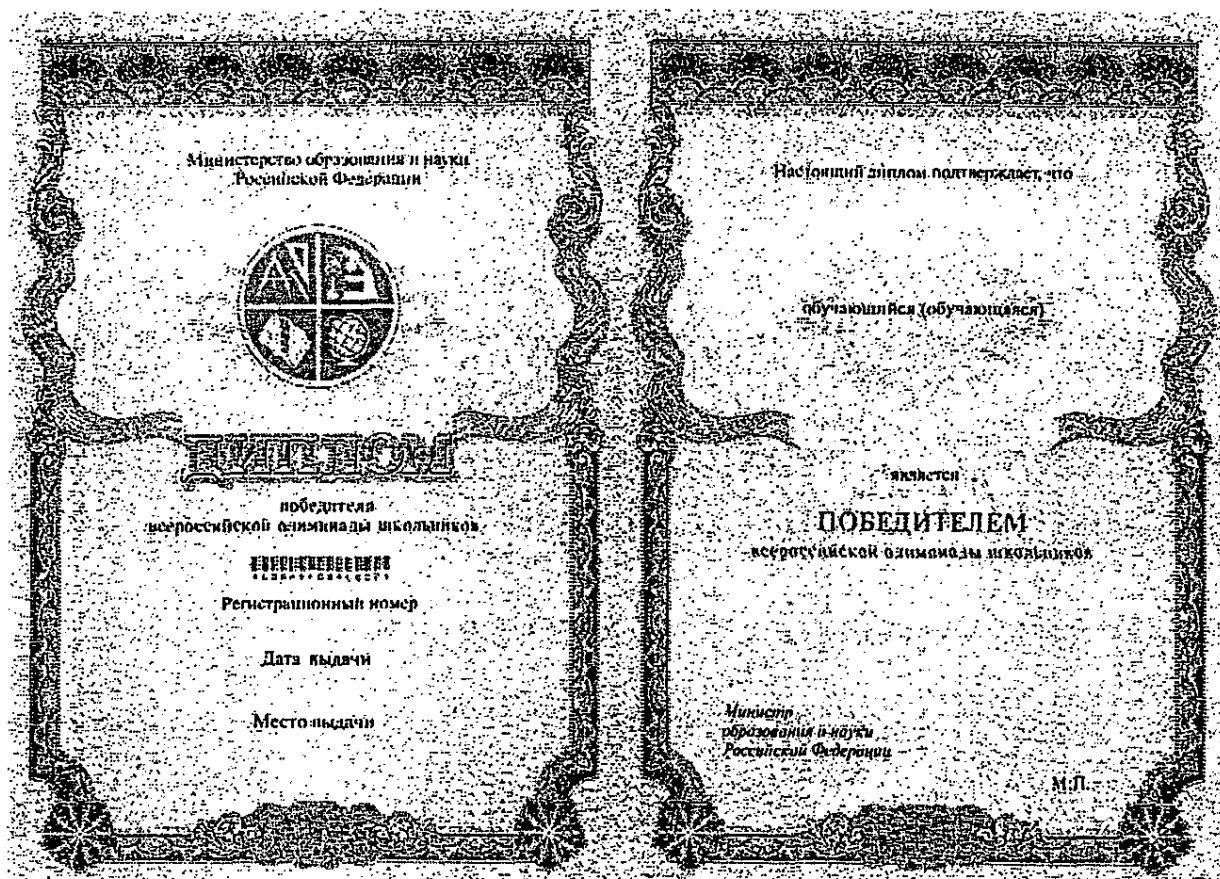 Министерство образования и науки
Российской Федерации
ДИПЛОМ
победителя
всероссийской олимпиады школьников
Регистрационный номер
Дата выдачи
Место выдачи
Настоящий диплом подтверждает, что
обучающийся (обучающаяся)
является
ПОБЕДИТЕЛЕМ
всероссийской олимпиады школьников
Министр
образования и науки
Российской Федерации
М.П.